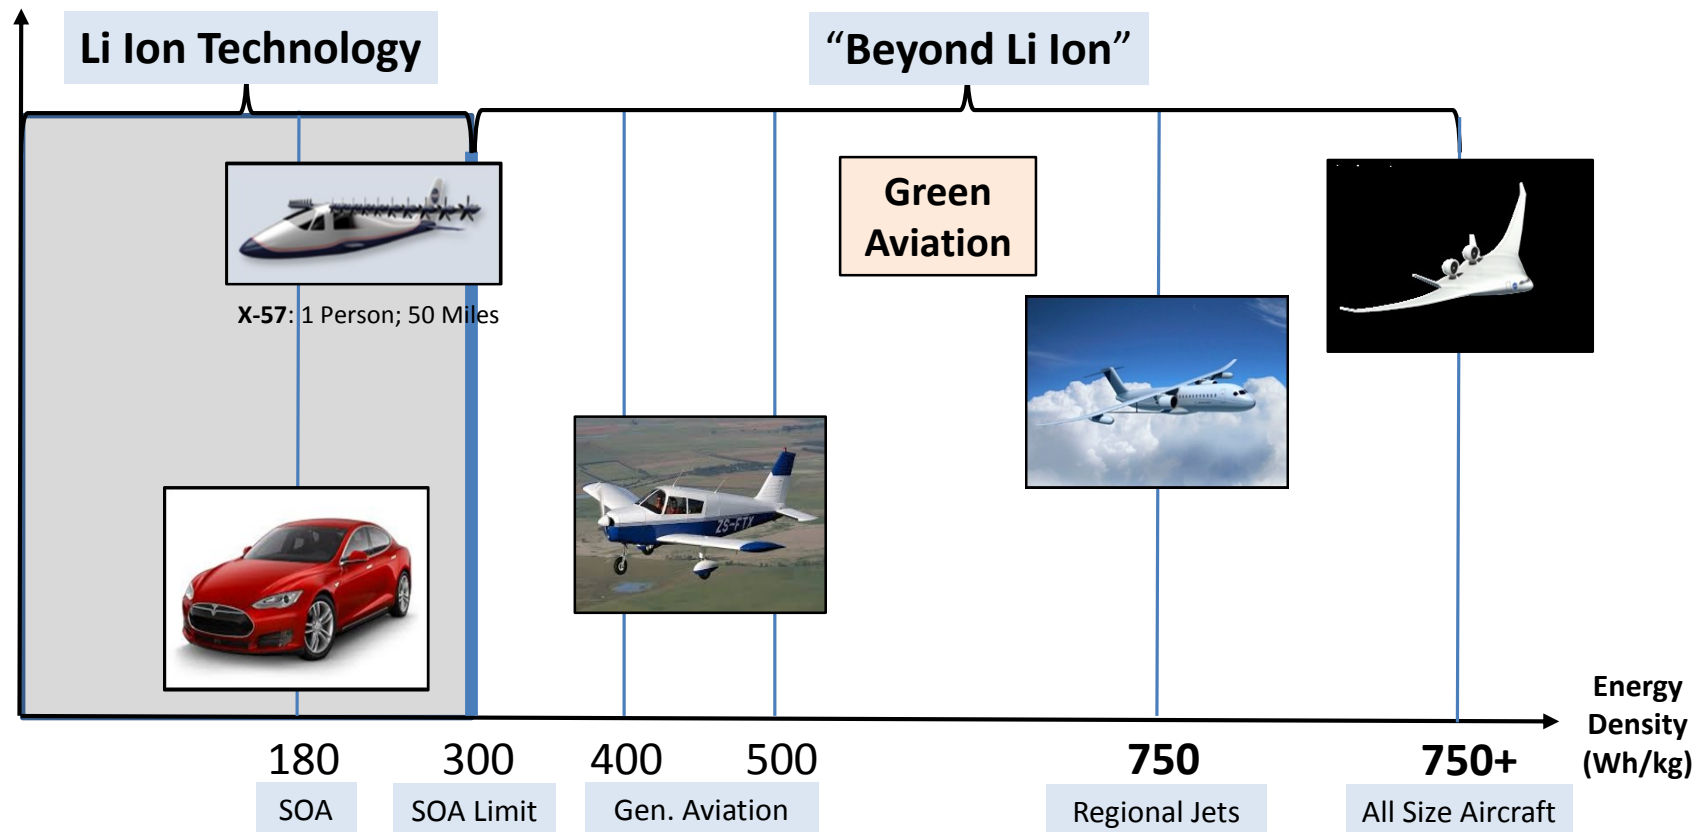 Li Ion Technology
“Beyond Li Ion”
Green
Aviation
X-57: 1 Person; 50 Miles
ZS-FTX
Energy
Density
(Wh/kg)
180
300
400
500
750
750+
SOA
SOA Limit
Gen. Aviation
Regional Jets
All Size Aircraft